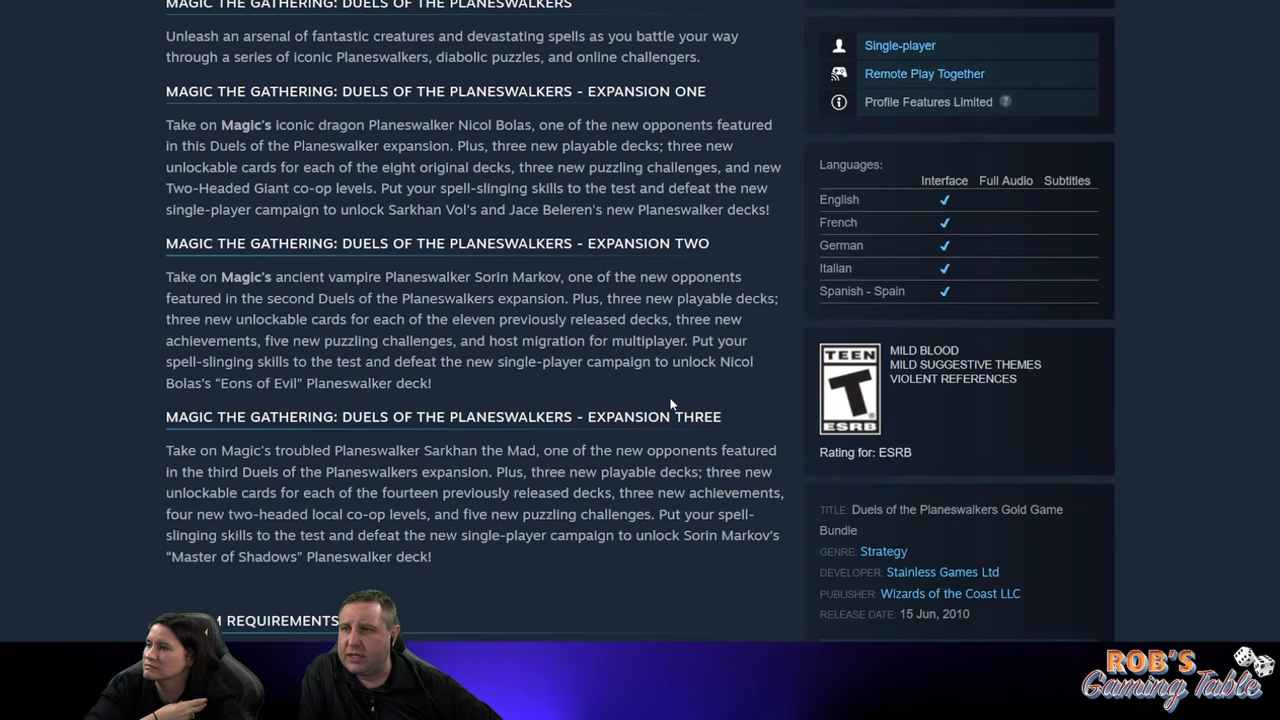 MAGIC THE GATHERING: DUELS OF THE PLANESWALKERS
Unleash an arsenal of fantastic creatures and devastating spells as you battle your way
through a series of iconic Planeswalkers, diabolic puzzles, and online challengers.
MAGIC THE GATHERING: DUELS OF THE PLANESWALKERS - EXPANSION ONE
Take on Magic's iconic dragon Planeswalker Nicol Bolas, one of the new opponents featured
in this Duels of the Planeswalker expansion. Plus, three new playable decks; three new
unlockable cards for each of the eight original decks, three new puzzling challenges, and new
Two-Headed Giant co-op levels. Put your spell-slinging skills to the test and defeat the new
single-player campaign to unlock Sarkhan Vol's and Jace Beleren's new Planeswalker decks!
MAGIC THE GATHERING: DUELS OF THE PLANESWALKERS - EXPANSION TWO
Take on Magic's ancient vampire Planeswalker Sorin Markov, one of the new opponents
featured in the second Duels of the Planeswalkers expansion. Plus, three new playable decks;
three new unlockable cards for each of the eleven previously released decks, three new
achievements, five new puzzling challenges, and host migration for multiplayer. Put your
spell-slinging skills to the test and defeat the new single-player campaign to unlock Nicol
Bolas's “Eons of Evil” Planeswalker deck!
MAGIC THE GATHERING: DUELS OF THE PLANESWALKERS - EXPANSION THREE
Take on Magic's troubled Planeswalker Sarkhan the Mad, one of the new opponents featured
in the third Duels of the Planeswalkers expansion. Plus, three new playable decks; three new
unlockable cards for each of the fourteen previously released decks, three new achievements,
four new two-headed local co-op levels, and five new puzzling challenges. Put your spell-
slinging skills to the test and defeat the new single-player campaign to unlock Sorin Markov's
“Master of Shadows” Planeswalker deck!
M REQUIREMENTS
Single-player
Remote Play Together
Profile Features Limited ?
Languages:
Interface Full Audio Subtitles
English ✔
French ✔
German ✔
Italian ✔
Spanish - Spain ✔
TEEN
T
ESRB
MILD BLOOD
MILD SUGGESTIVE THEMES
VIOLENT REFERENCES
Rating for: ESRB
TITLE: Duels of the Planeswalkers Gold Game
Bundle
GENRE: Strategy
DEVELOPER: Stainless Games Ltd
PUBLISHER: Wizards of the Coast LLC
RELEASE DATE: 15 Jun, 2010
ROB'S
Gaming Table